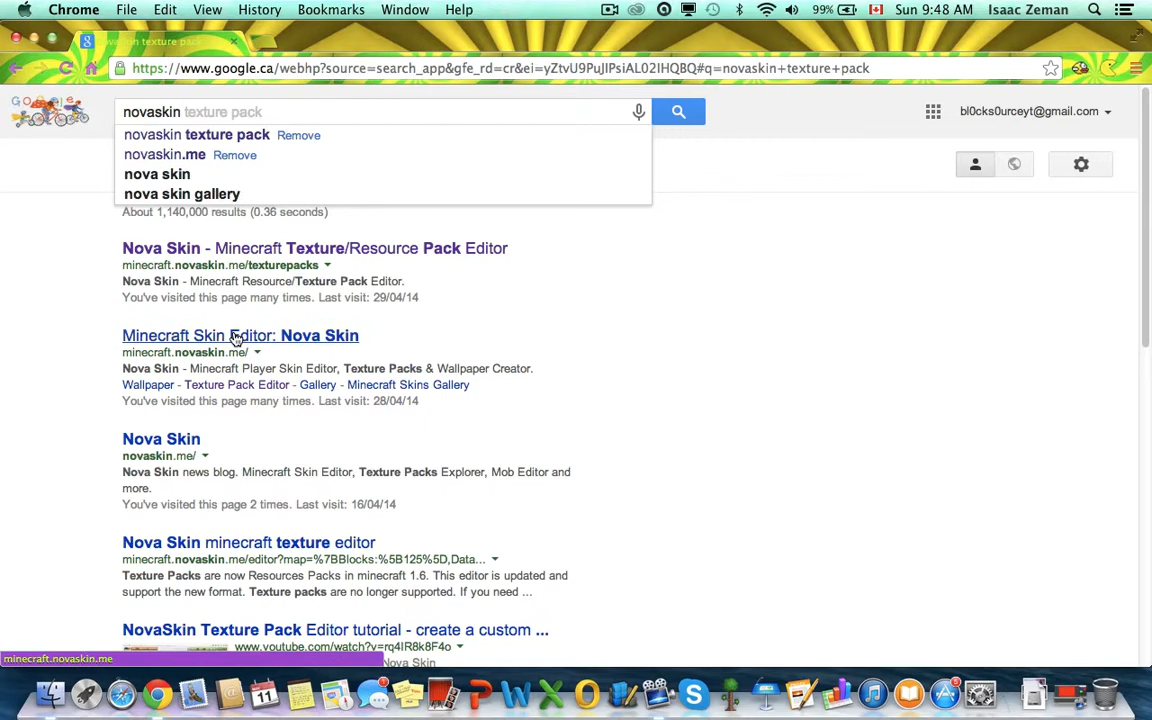 Chrome File Edit View History Bookmarks Window Help 99% Sun 9:48 AM Isaac Zeman
https://www.google.ca/webhp?source=search_app&gfe_rd=cr&ei=yZtvU9PuJIPsiAL02IHQBQ#q=novaskin+texture+pack
novaskin texture pack
bl0cks0urceyt@gmail.com
novaskin texture pack Remove
novaskin.me Remove
nova skin
nova skin gallery
About 1,140,000 results (0.36 seconds)
Nova Skin - Minecraft Texture/Resource Pack Editor
minecraft.novaskin.me/texturepacks
Nova Skin - Minecraft Resource/Texture Pack Editor.
You've visited this page many times. Last visit: 29/04/14
Minecraft Skin Editor: Nova Skin
minecraft.novaskin.me/
Nova Skin - Minecraft Player Skin Editor, Texture Packs & Wallpaper Creator.
Wallpaper - Texture Pack Editor - Gallery - Minecraft Skins Gallery
You've visited this page many times. Last visit: 28/04/14
Nova Skin
novaskin.me/
Nova Skin news blog. Minecraft Skin Editor, Texture Packs Explorer, Mob Editor and
more.
You've visited this page 2 times. Last visit: 16/04/14
Nova Skin minecraft texture editor
minecraft.novaskin.me/editor?map=%7BBlocks:%5B125%5D,Data...
Texture Packs are now Resources Packs in minecraft 1.6. This editor is updated and
support the new format. Texture packs are no longer supported. If you need ...
NovaSkin Texture Pack Editor tutorial - create a custom ...
www.youtube.com/watch?v=rq4IR8k8F4o
Nova Skin
minecraft.novaskin.me